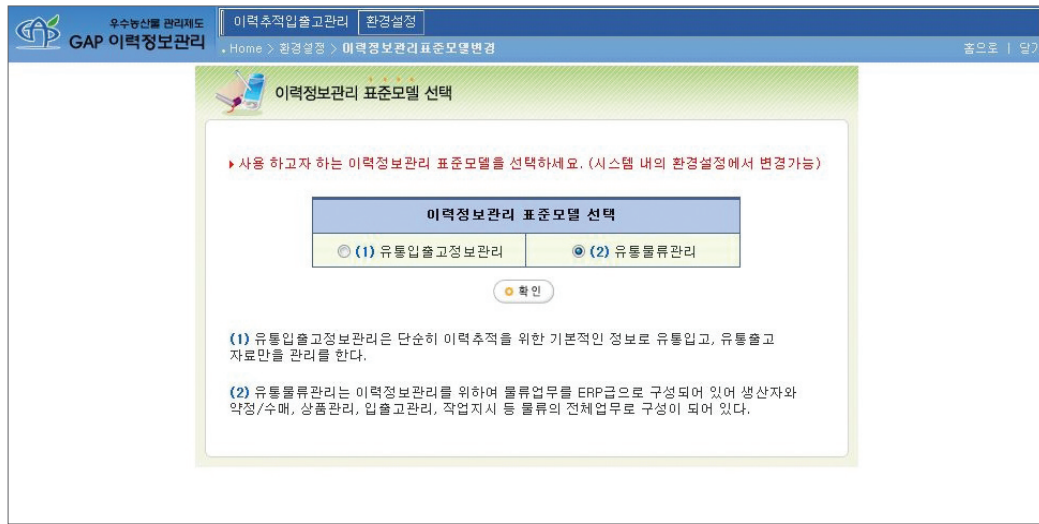 우수농산물 관리제도
GAP 이력정보관리
이력추적입출고관리 환경설정
Home > 환경설정 > 이력정보관리표준모델변경
홈으로 |
이력정보관리 표준모델 선택
사용 하고자 하는 이력정보관리 표준모델을 선택하세요. (시스템 내의 환경설정에서 변경가능)
이력정보관리 표준모델 선택
(1) 유통입출고정보관리 (2) 유통물류관리
확인
(1) 유통입출고정보관리은 단순히 이력추적을 위한 기본적인 정보로 유통입고, 유통출고
자료만을 관리를 한다.
(2) 유통물류관리는 이력정보관리를 위하여 물류업무를 ERP급으로 구성되어 있어 생산자와
약정/수매, 상품관리, 입출고관리, 작업지시 등 물류의 전체업무로 구성이 되어 있다.